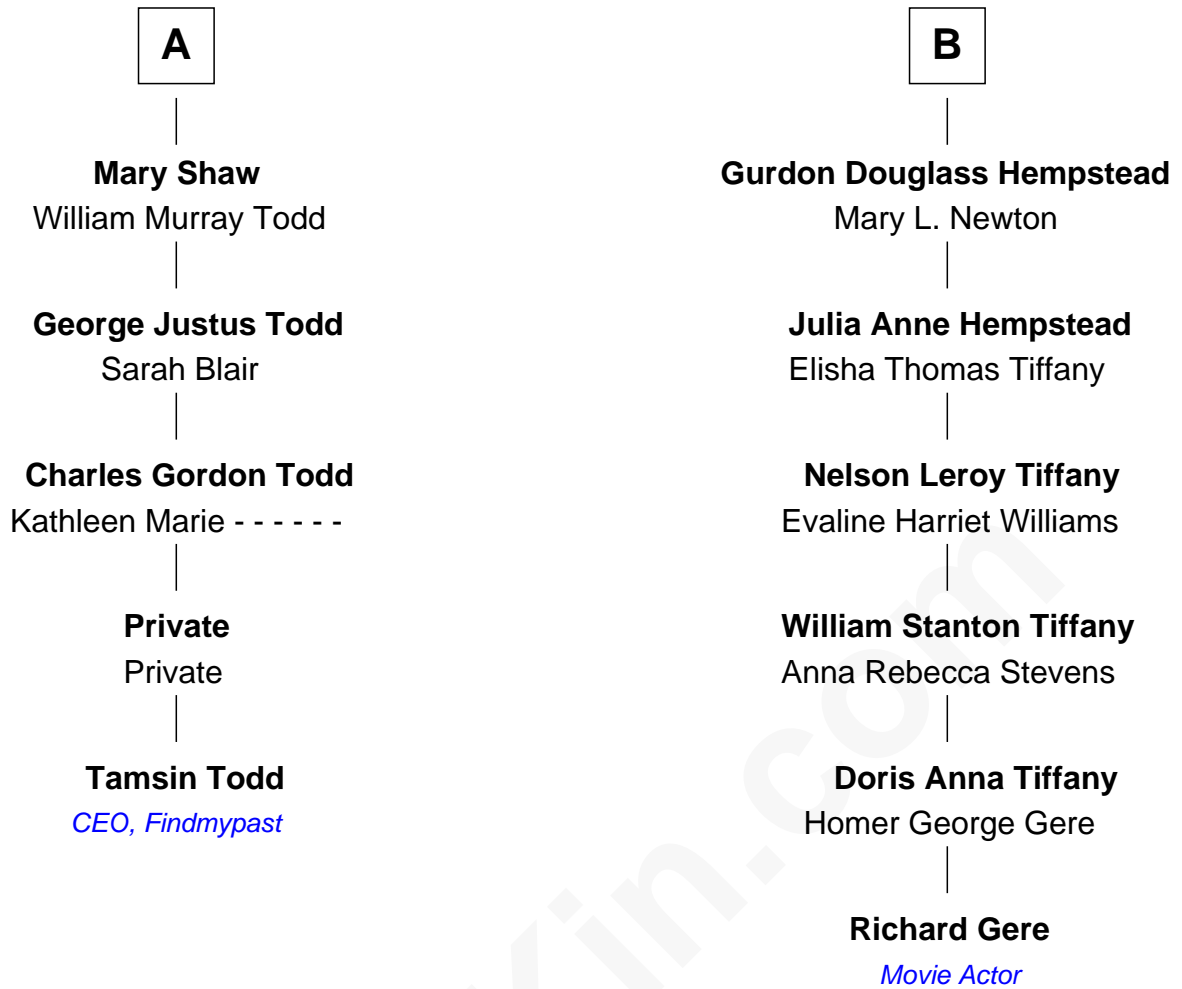 A
Mary Shaw
William Murray Todd
George Justus Todd
Sarah Blair
Charles Gordon Todd
Kathleen Marie - - - - - -
Private
Private
Tamsin Todd
CEO, Findmypast
B
Gurdon Douglass Hempstead
Mary L. Newton
Julia Anne Hempstead
Elisha Thomas Tiffany
Nelson Leroy Tiffany
Evaline Harriet Williams
William Stanton Tiffany
Anna Rebecca Stevens
Doris Anna Tiffany
Homer George Gere
Richard Gere
Movie Actor
Kin.com